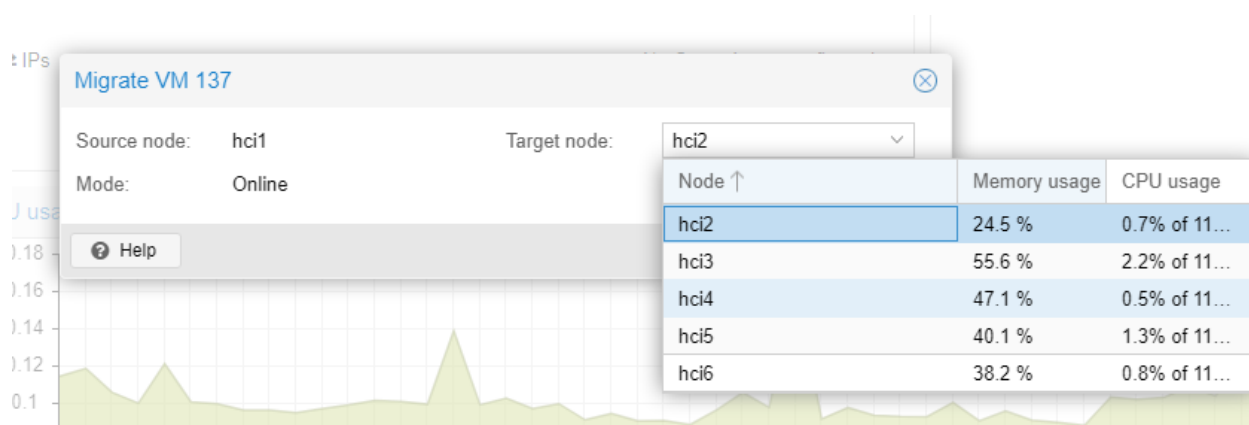 IPs
Migrate VM 137
Source node: hci1 Target node: hci2
Mode: Online
Node ↑ Memory usage CPU usage
hci2 24.5 % 0.7% of 11...
hci3 55.6 % 2.2% of 11...
hci4 47.1 % 0.5% of 11...
hci5 40.1 % 1.3% of 11...
hci6 38.2 % 0.8% of 11...
Help
U usa
0.18
0.16
0.14
0.12
0.1